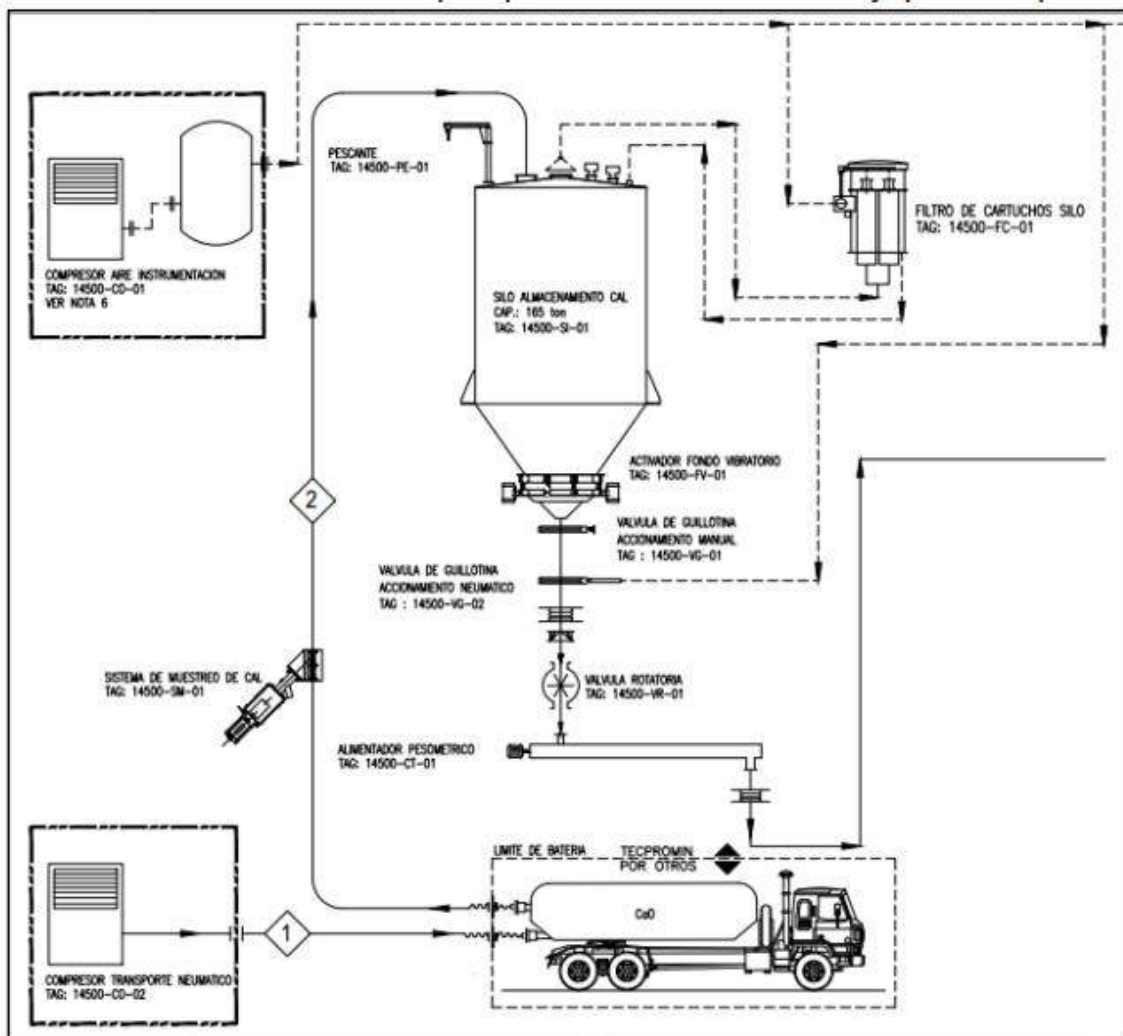 PESCANTE
TAG: 14500-PE-01
COMPRESOR AIRE INSTRUMENTACION
TAG: 14500-CO-01
VER NOTA 6
FILTRO DE CARTUCHOS SILO
TAG: 14500-FC-01
SILO ALMACENAMIENTO CAL
CAP.: 165 ton
TAG: 14500-SI-01
ACTIVADOR FONDO VIBRATORIO
TAG: 14500-FV-01
2
VALVULA DE GUILLOTINA
ACCIONAMIENTO MANUAL
TAG : 14500-VG-01
VALVULA DE GUILLOTINA
ACCIONAMIENTO NEUMATICO
TAG : 14500-VG-02
SISTEMA DE MUESTREO DE CAL
TAG: 14500-SM-01
VALVULA ROTATORIA
TAG: 14500-VR-01
ALIMENTADOR PESOMETRICO
TAG: 14500-CT-01
LIMITE DE BATERIA
TECPROMIN
POR OTROS
CaO
1
COMPRESOR TRANSPORTE NEUMATICO
TAG: 14500-CO-02